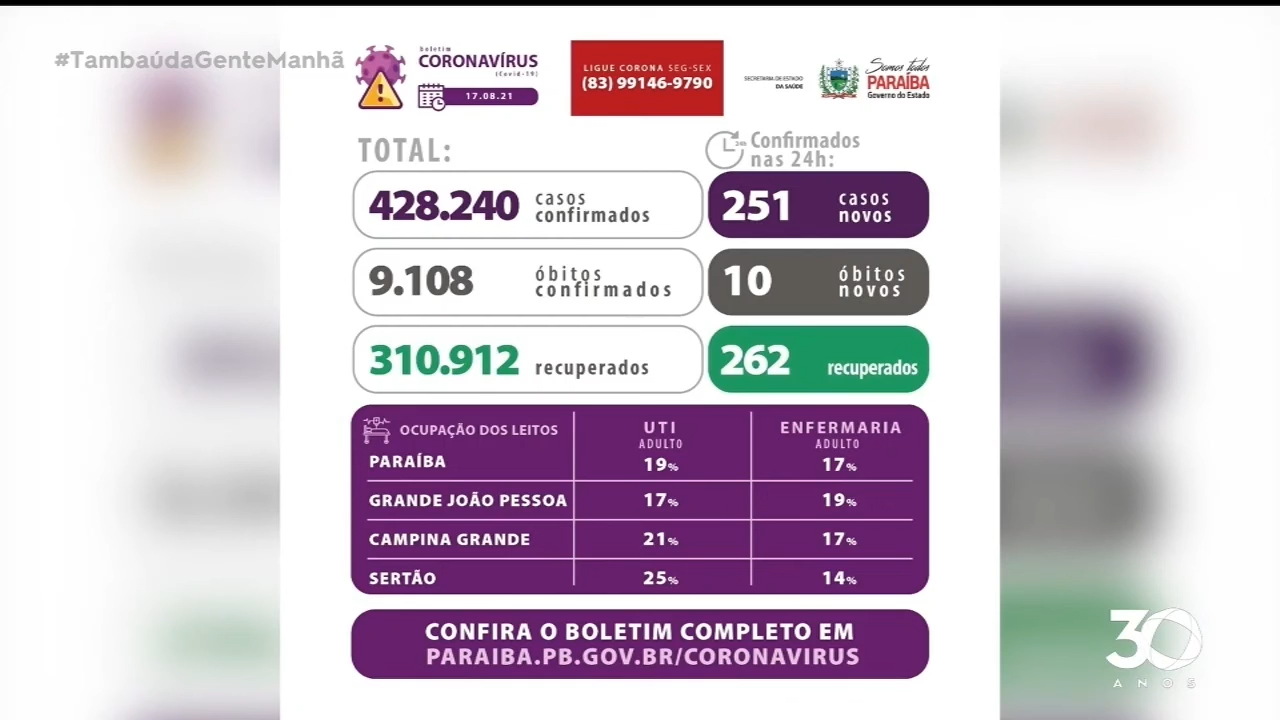 #TambaúdaGenteManhã
boletim
CORONAVÍRUS
(Covid-19)
17.08.21
LIGUE CORONA SEG-SEX
(83) 99146-9790
SECRETARIA DE ESTADO
DA SAÚDE
Somos todos
PARAÍBA
Governo do Estado
TOTAL:
24h
Confirmados
nas 24h:
428.240 casos confirmados
251 casos novos
9.108 óbitos confirmados
10 óbitos novos
310.912 recuperados
262 recuperados
OCUPAÇÃO DOS LEITOS UTI ADULTO ENFERMARIA ADULTO
PARAÍBA 19% 17%
GRANDE JOÃO PESSOA 17% 19%
CAMPINA GRANDE 21% 17%
SERTÃO 25% 14%
CONFIRA O BOLETIM COMPLETO EM
PARAIBA.PB.GOV.BR/CORONAVIRUS
30
ANOS